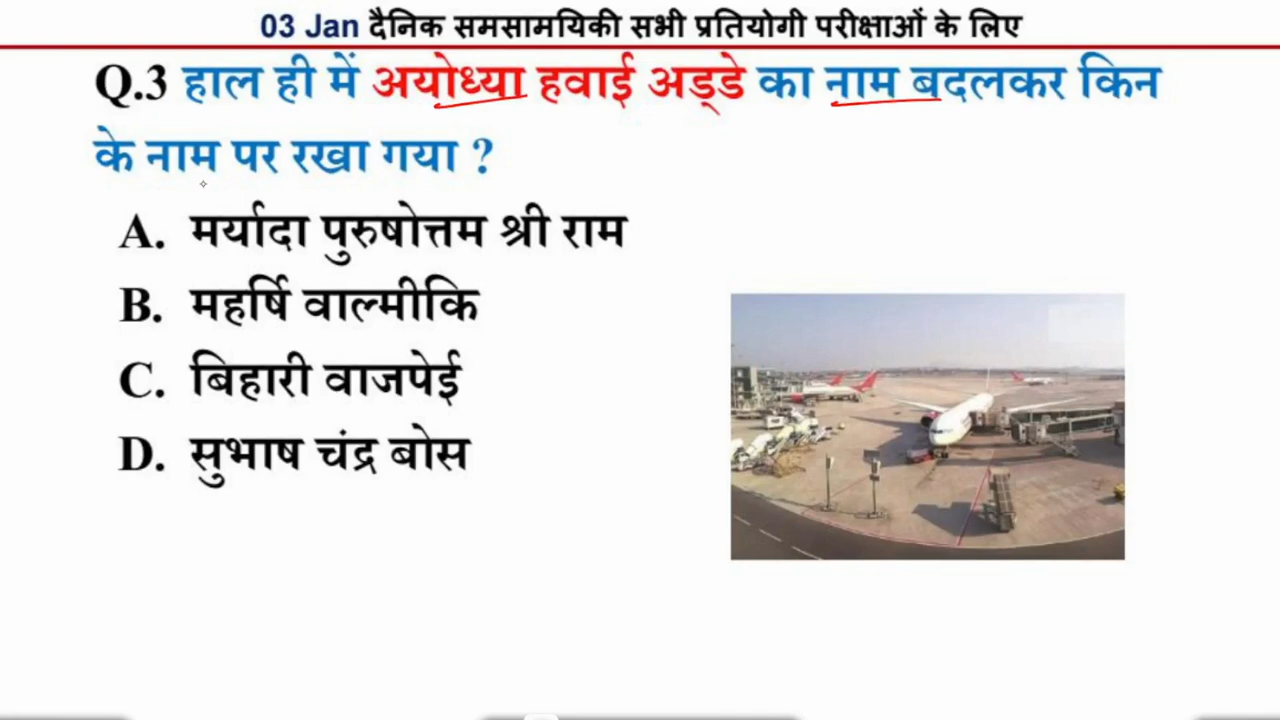 03 Jan दैनिक समसामयिकी सभी प्रतियोगी परीक्षाओं के लिए
Q.3 हाल ही में अयोध्या हवाई अड्डे का नाम बदलकर किन
के नाम पर रखा गया ?
A. मर्यादा पुरुषोत्तम श्री राम
B. महर्षि वाल्मीकि
C. बिहारी वाजपेई
D. सुभाष चंद्र बोस